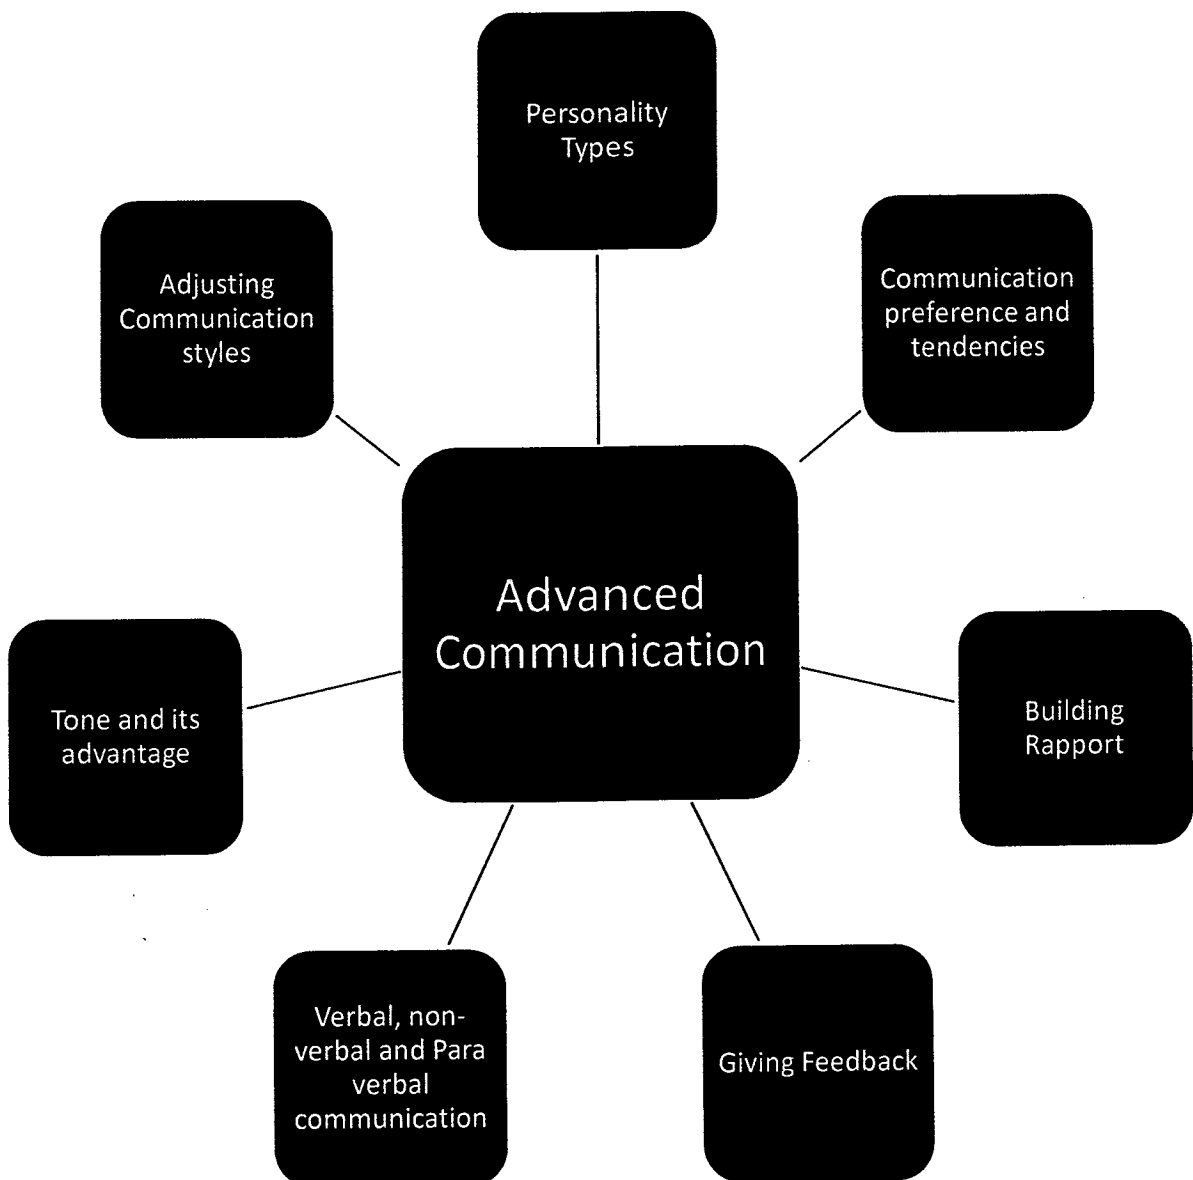 Personality
Types
Adjusting
Communication
styles
Communication
preference and
tendencies
Advanced
Communication
Tone and its
advantage
Building
Rapport
Verbal, non-
verbal and Para
verbal
communication
Giving Feedback